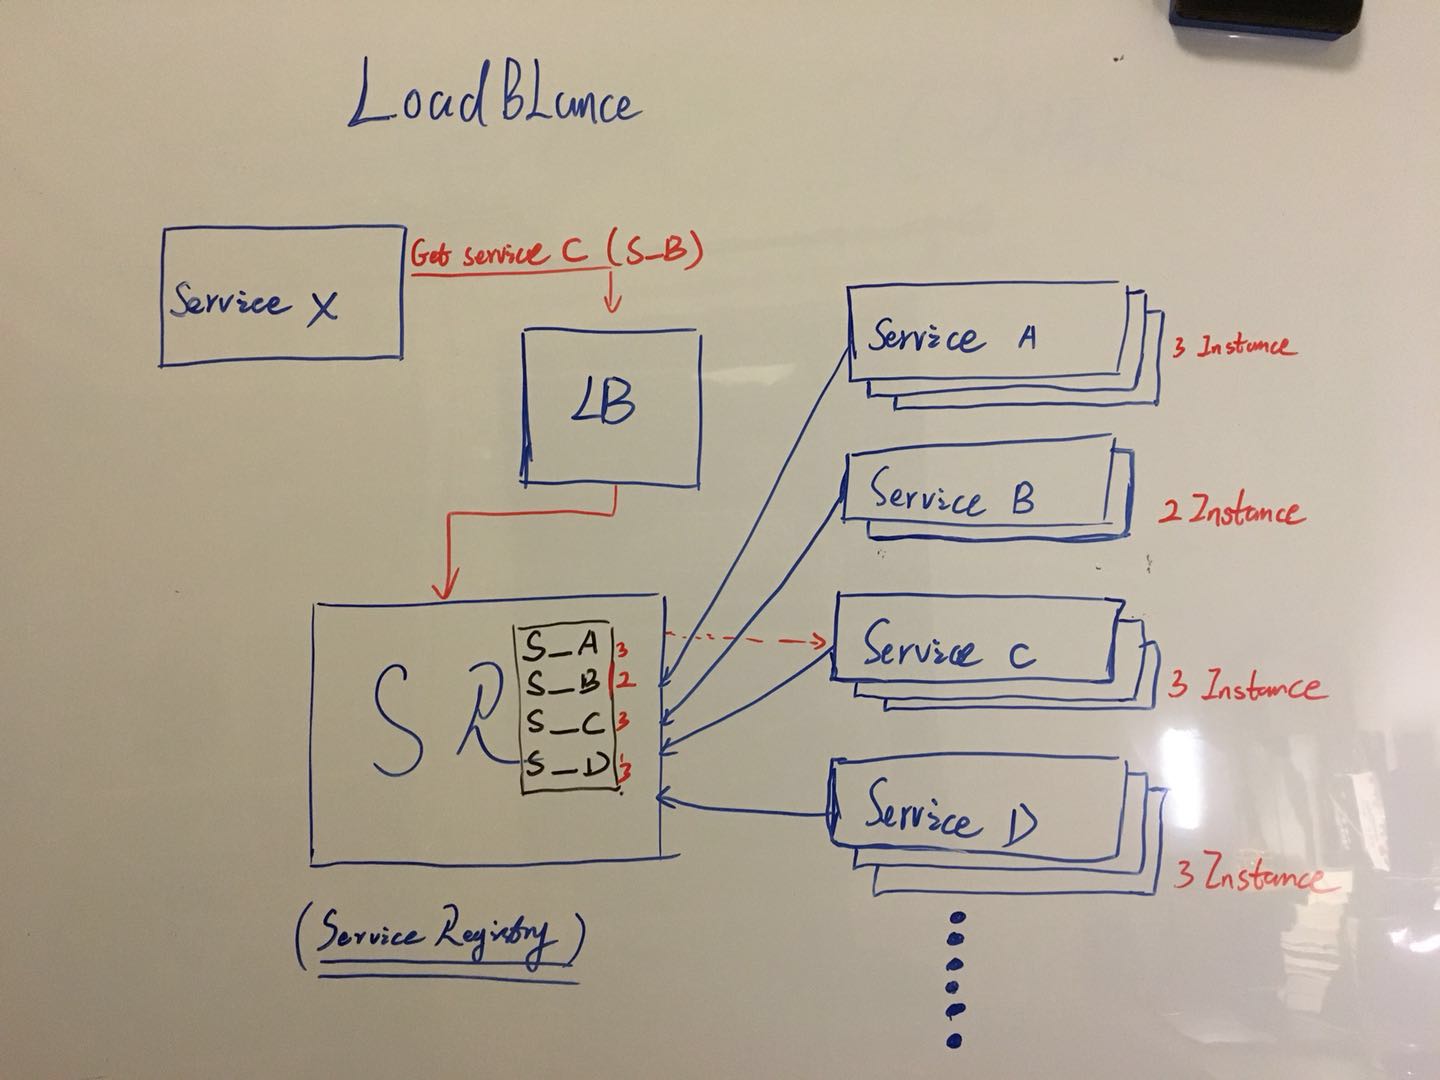 LoadBLance
Service X
Get service C (S_B)
LB
Service A
3 Instance
Service B
2 Instance
Service C
3 Instance
Service D
3 Instance
SR
S_A 3
S_B 2
S_C 3
S_D 3
(Service Registry)